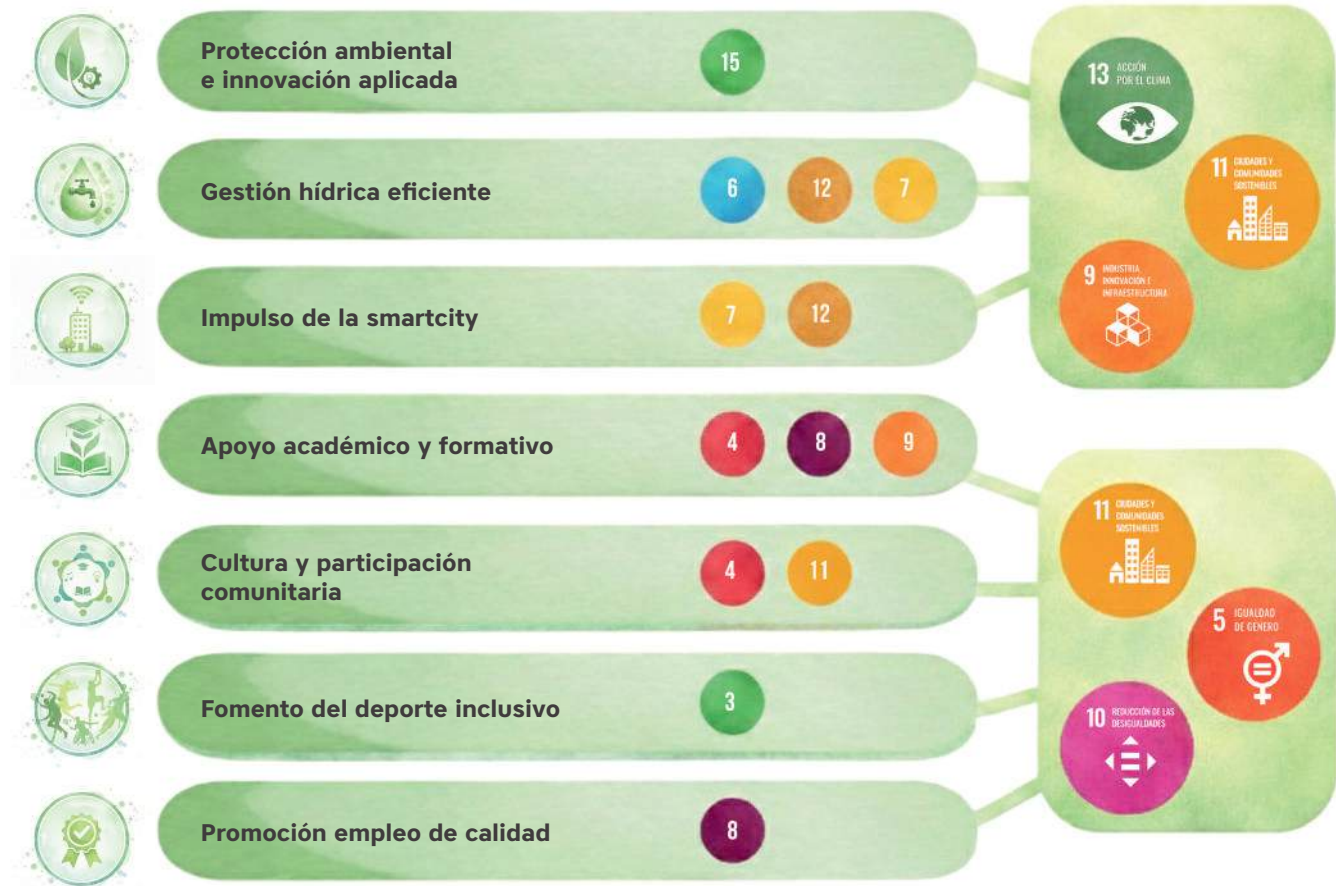 Protección ambiental
e innovación aplicada
15
Gestión hídrica eficiente
6
12
7
Impulso de la smartcity
7
12
13 ACCIÓN
POR EL CLIMA
11 CIUDADES Y
COMUNIDADES
SOSTENIBLES
9 INDUSTRIA,
INNOVACIÓN E
INFRAESTRUCTURA
Apoyo académico y formativo
4
8
9
Cultura y participación
comunitaria
4
11
Fomento del deporte inclusivo
3
Promoción empleo de calidad
8
11 CIUDADES Y
COMUNIDADES
SOSTENIBLES
5 IGUALDAD
DE GÉNERO
10 REDUCCIÓN DE LAS
DESIGUALDADES